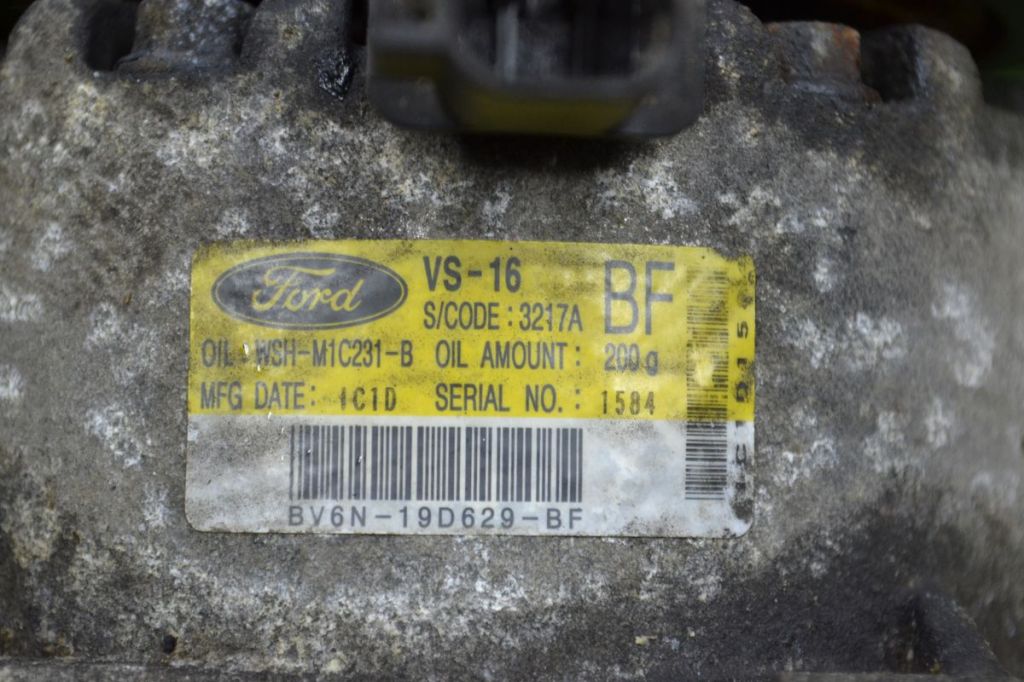 Ford
VS-16
BF
S/CODE : 3217A
OIL : WSH-M1C231-B OIL AMOUNT : 200g
MFG DATE: 1C1D SERIAL NO. : 1584
BV6N-19D629-BF